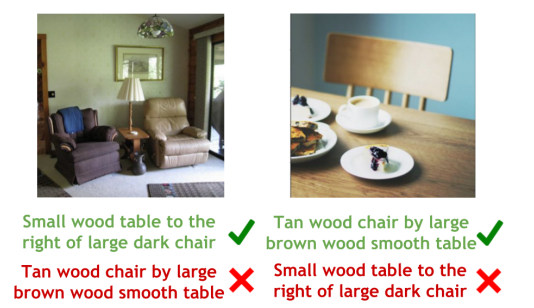 Small wood table to the
right of large dark chair
Tan wood chair by large
brown wood smooth table
Tan wood chair by large
brown wood smooth table
Small wood table to the
right of large dark chair